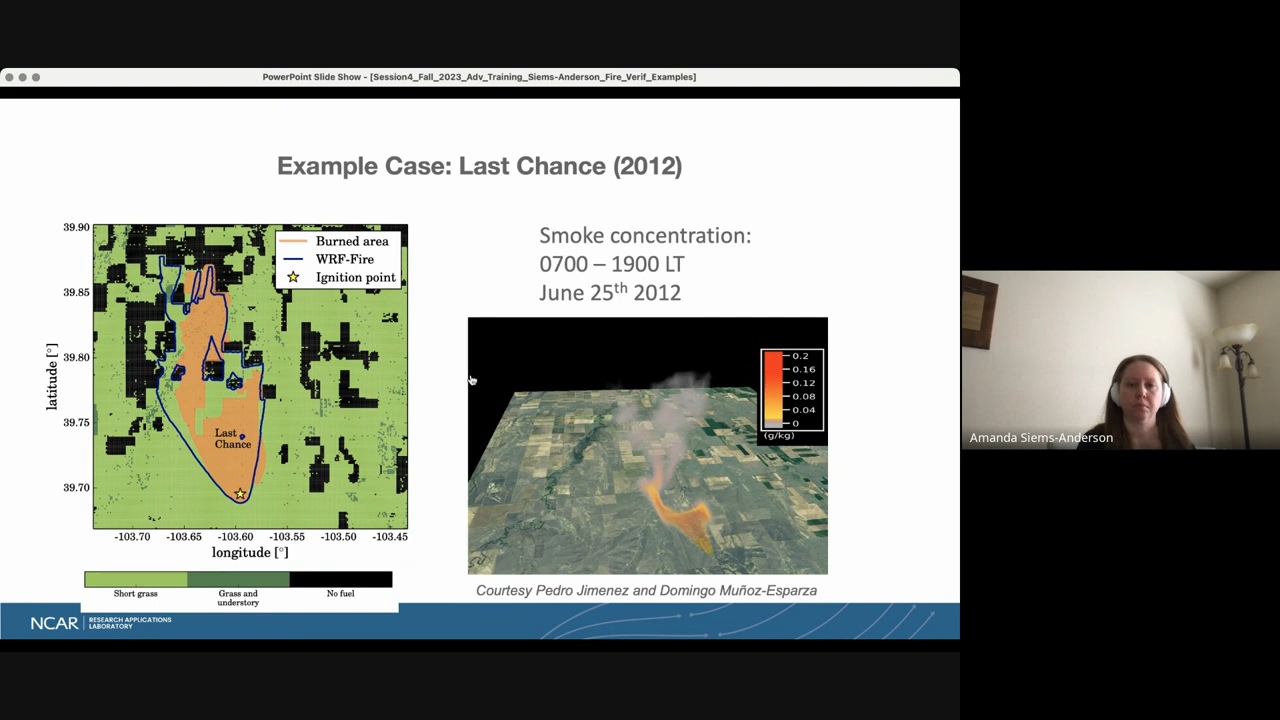 PowerPoint Slide Show - [Session4_Fall_2023_Adv_Training_Siems-Anderson_Fire_Verif_Examples]
Example Case: Last Chance (2012)
39.90
39.85
39.80
39.75
39.70
latitude [°]
Burned area
WRF-Fire
Ignition point
Last
Chance
-103.70
-103.65
-103.60
-103.55
-103.50
-103.45
longitude [°]
Short grass
Grass and
understory
No fuel
Smoke concentration:
0700 – 1900 LT
June 25th 2012
0.2
0.16
0.12
0.08
0.04
0
(g/kg)
Courtesy Pedro Jimenez and Domingo Muñoz-Esparza
NCAR
RESEARCH APPLICATIONS
LABORATORY
Amanda Siems-Anderson